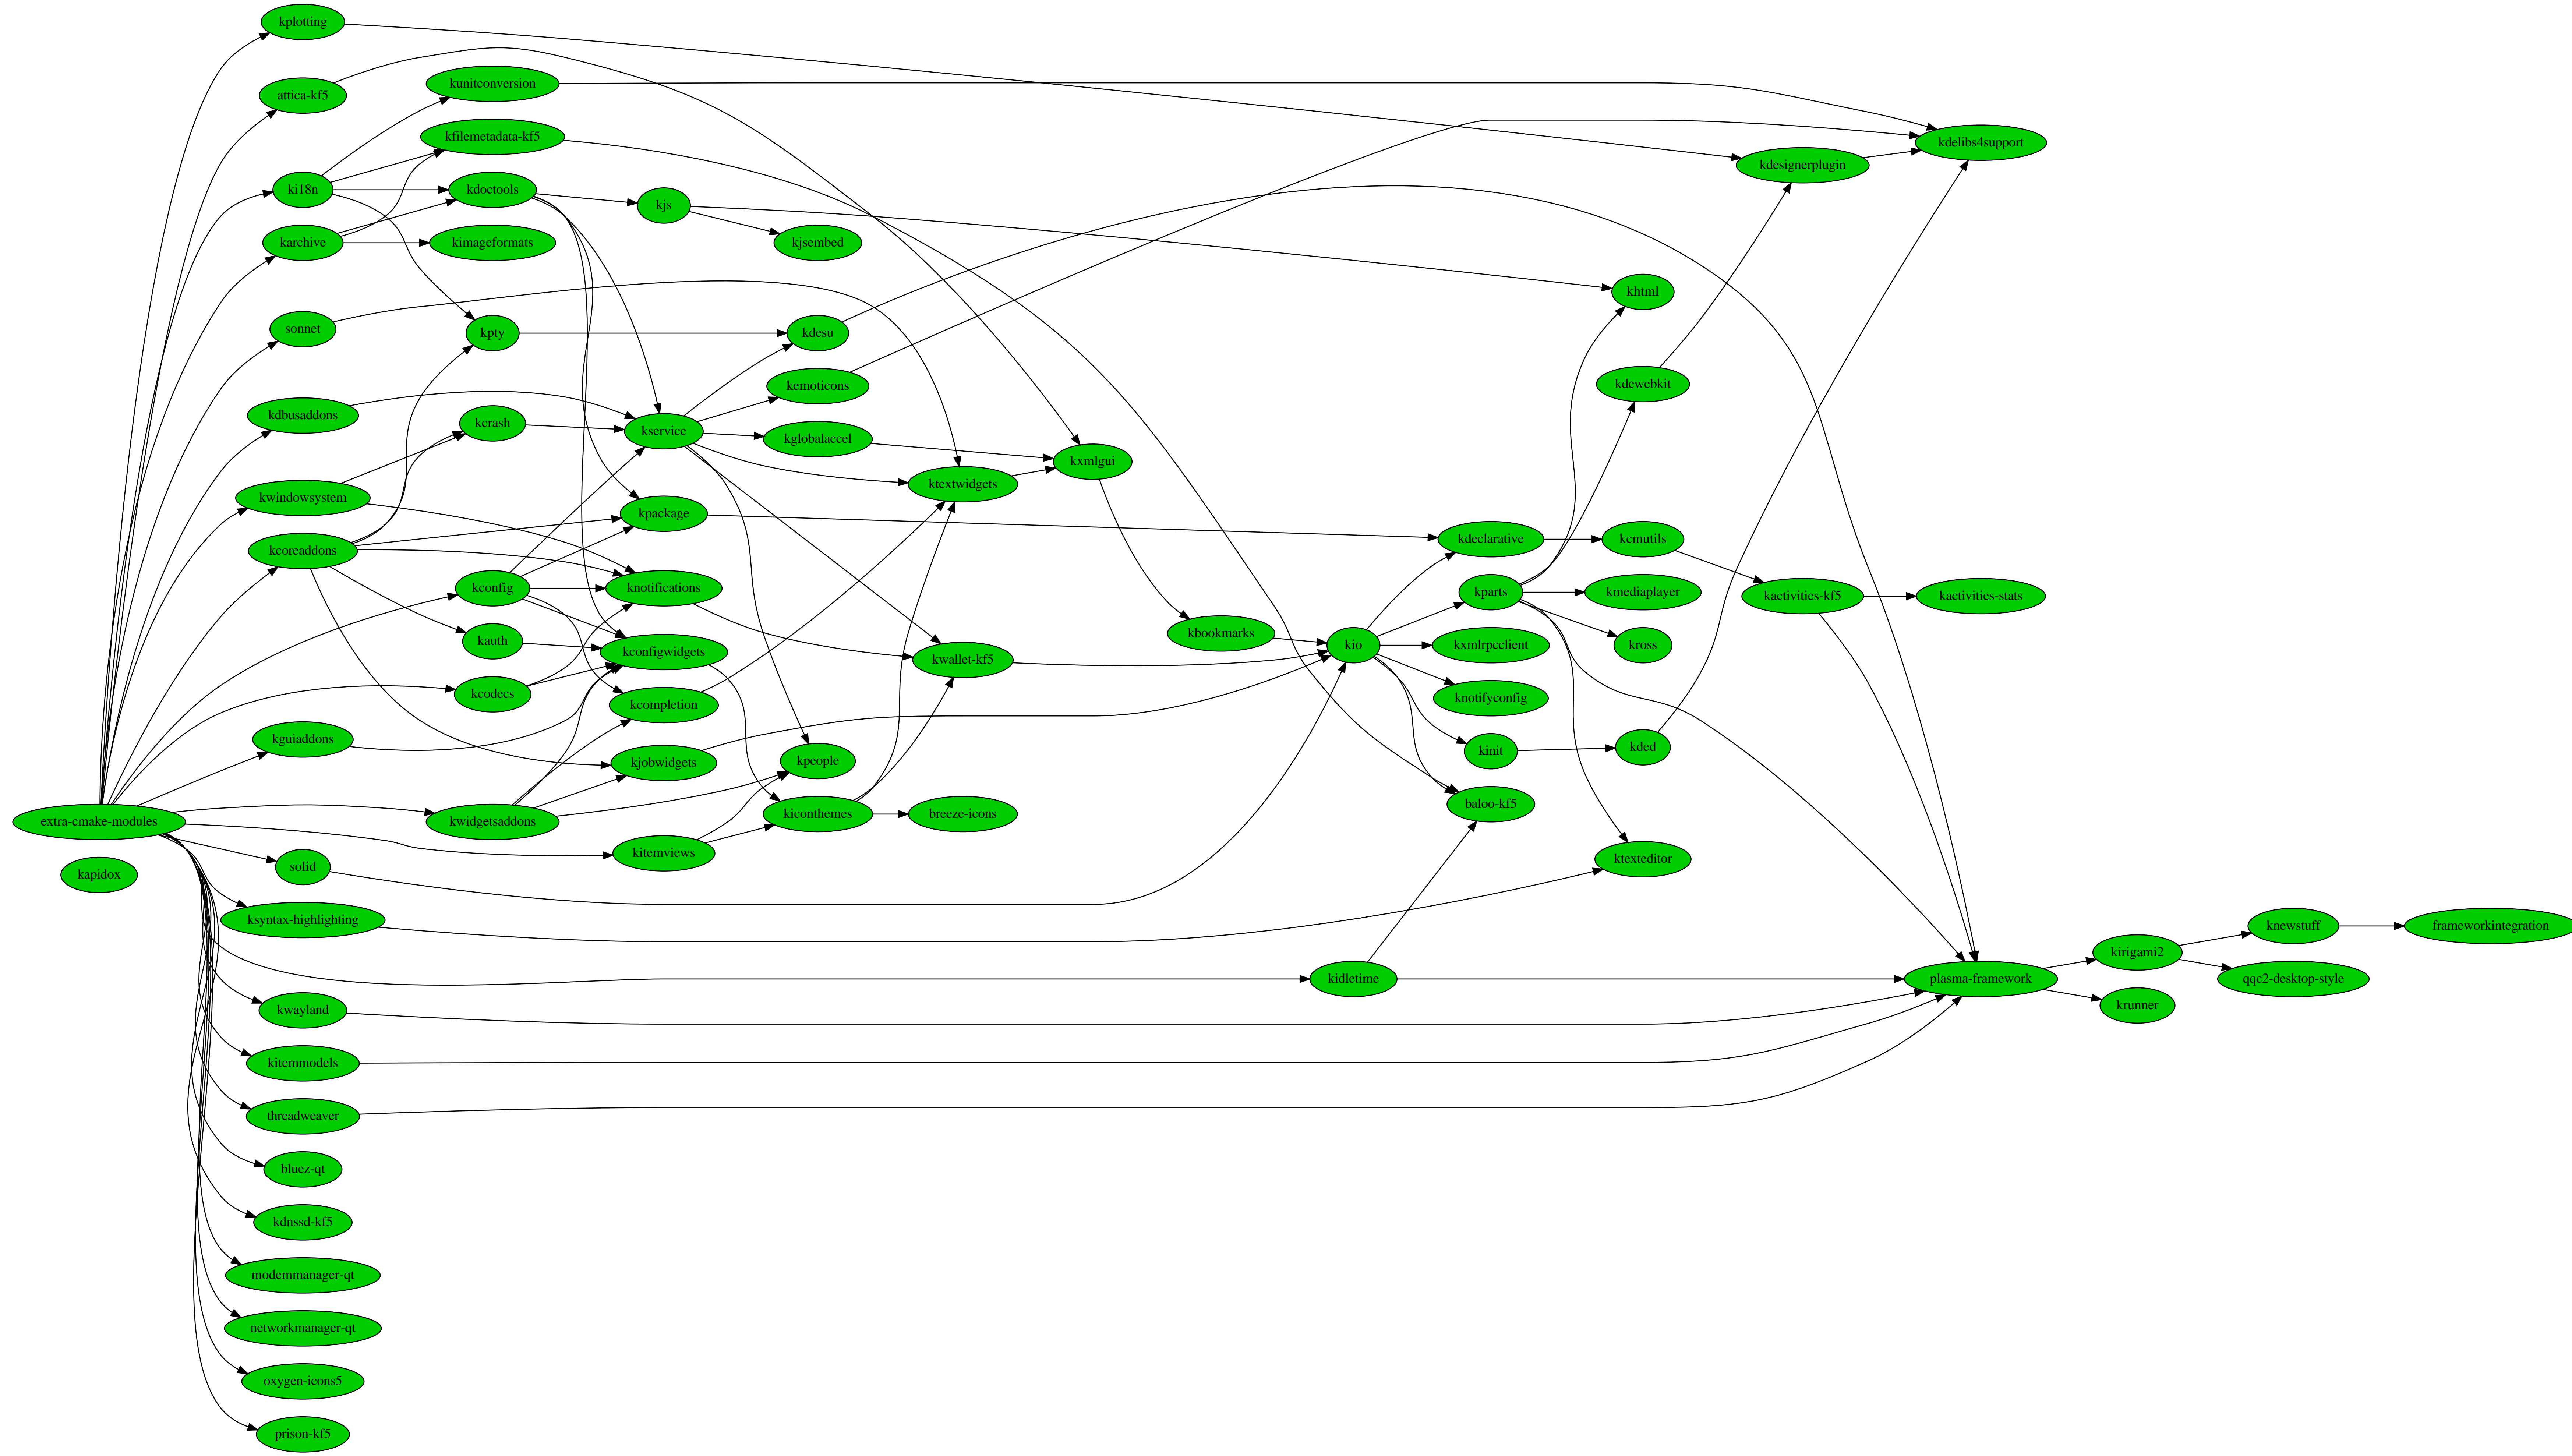 kplotting
attica-kf5
kunitconversion
kfilemetadata-kf5
kdelibs4support
kdesignerplugin
ki18n
kdoctools
kjs
karchive
kimageformats
kjsembed
khtml
sonnet
kpty
kdesu
kemoticons
kdewebkit
kdbusaddons
kcrash
kservice
kglobalaccel
kxmlgui
ktextwidgets
kwindowsystem
kpackage
kdeclarative
kcmutils
kcoreaddons
kconfig
knotifications
kparts
kmediaplayer
kactivities-kf5
kactivities-stats
kauth
kconfigwidgets
kwallet-kf5
kbookmarks
kio
kxmlrpcclient
kross
kcodecs
kcompletion
knotifyconfig
kguiaddons
kjobwidgets
kpeople
kinit
kded
extra-cmake-modules
kwidgetsaddons
kiconthemes
breeze-icons
baloo-kf5
kitemviews
ktexteditor
solid
kapidox
ksyntax-highlighting
knewstuff
frameworkintegration
kirigami2
kidletime
plasma-framework
qqc2-desktop-style
krunner
kwayland
kitemmodels
threadweaver
bluez-qt
kdnssd-kf5
modemmanager-qt
networkmanager-qt
oxygen-icons5
prison-kf5